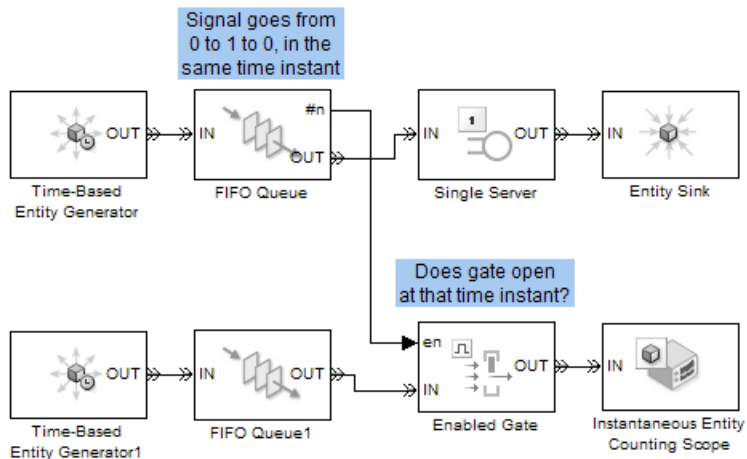 Signal goes from
0 to 1 to 0, in the
same time instant
OUT
Time-Based
Entity Generator
IN
#n
OUT
FIFO Queue
IN
1
OUT
Single Server
IN
Entity Sink
Does gate open
at that time instant?
OUT
Time-Based
Entity Generator1
IN
OUT
FIFO Queue1
en
IN
OUT
Enabled Gate
IN
Instantaneous Entity
Counting Scope